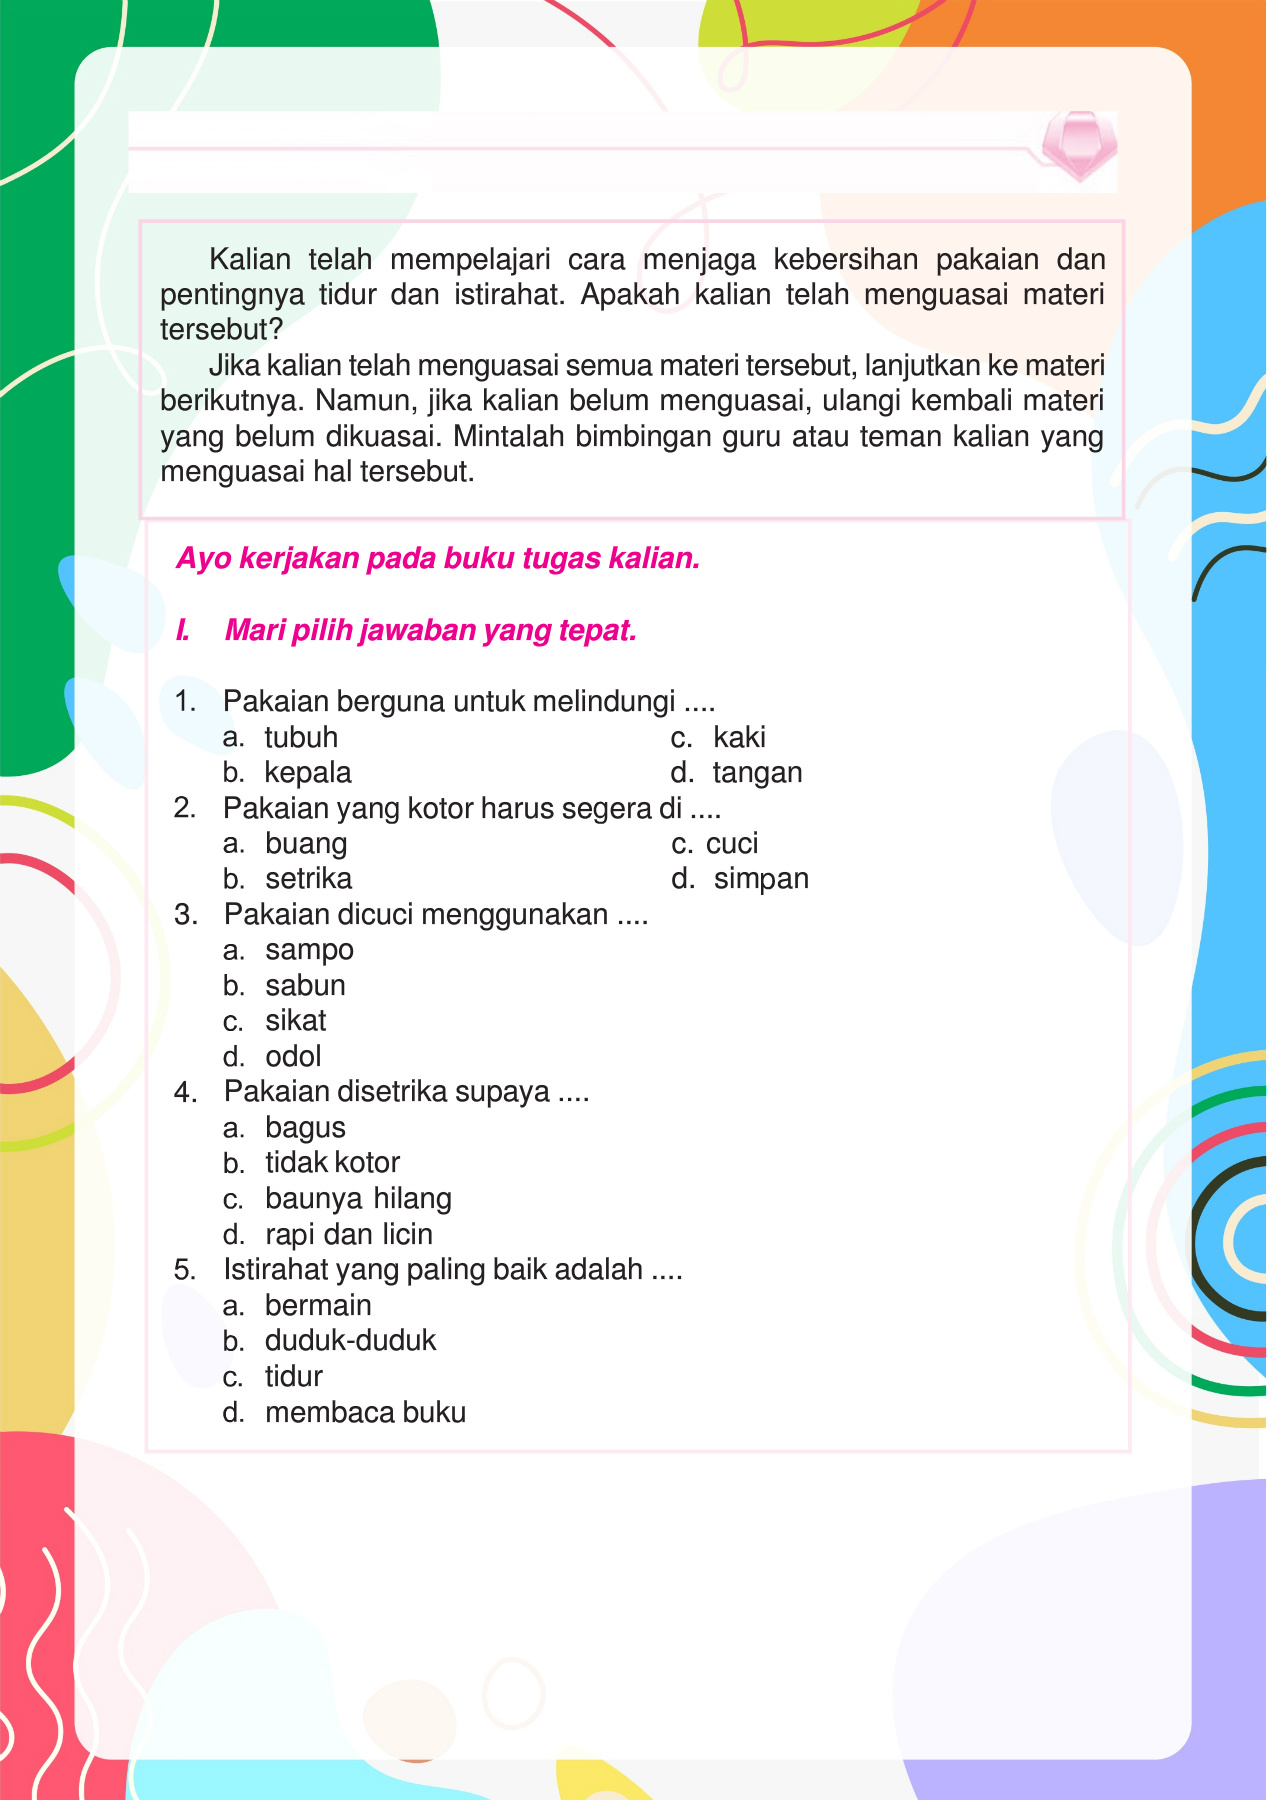 Kalian telah mempelajari cara menjaga kebersihan pakaian dan
pentingnya tidur dan istirahat. Apakah kalian telah menguasai materi
tersebut?
Jika kalian telah menguasai semua materi tersebut, lanjutkan ke materi
berikutnya. Namun, jika kalian belum menguasai, ulangi kembali materi
yang belum dikuasai. Mintalah bimbingan guru atau teman kalian yang
menguasai hal tersebut.
Ayo kerjakan pada buku tugas kalian.
I. Mari pilih jawaban yang tepat.
1. Pakaian berguna untuk melindungi ....
a. tubuh c. kaki
b. kepala d. tangan
2. Pakaian yang kotor harus segera di ....
a. buang c. cuci
b. setrika d. simpan
3. Pakaian dicuci menggunakan ....
a. sampo
b. sabun
c. sikat
d. odol
4. Pakaian disetrika supaya ....
a. bagus
b. tidak kotor
c. baunya hilang
d. rapi dan licin
5. Istirahat yang paling baik adalah ....
a. bermain
b. duduk-duduk
c. tidur
d. membaca buku